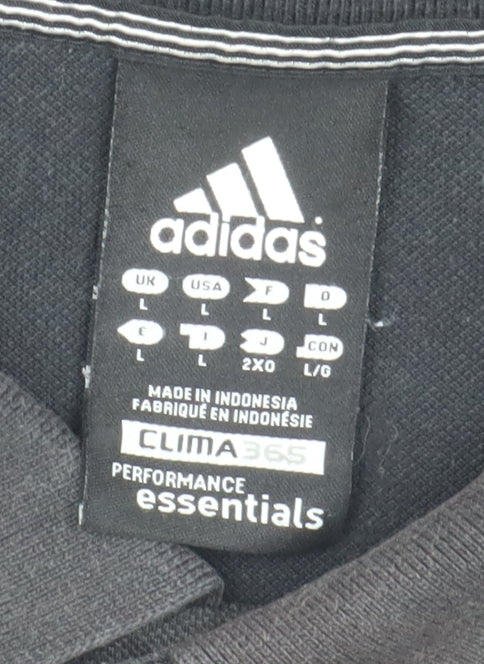 adidas
UK USA F D
L L L L
E I J CON
L L 2XO L/G
MADE IN INDONESIA
FABRIQUÉ EN INDONÉSIE
CLIMA365
PERFORMANCE
essentials